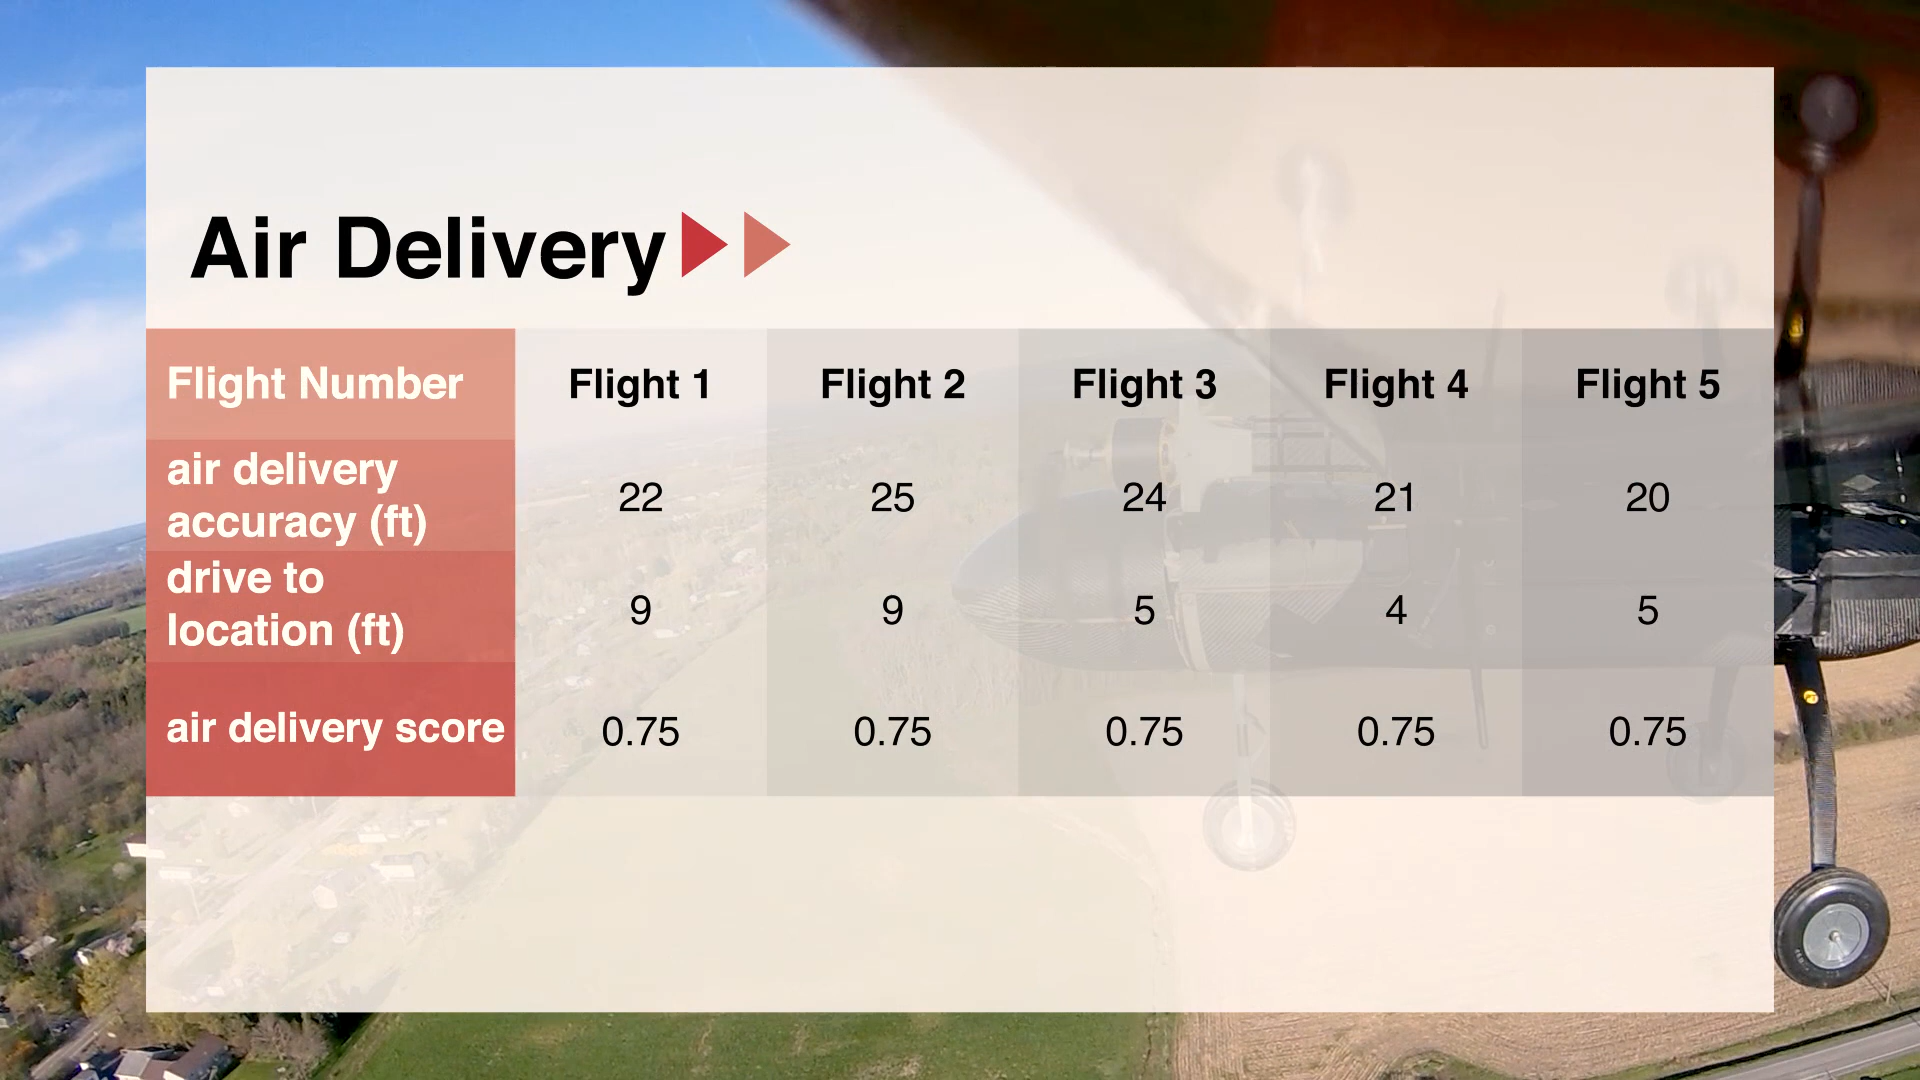 Air Delivery
Flight Number Flight 1 Flight 2 Flight 3 Flight 4 Flight 5
air delivery
accuracy (ft) 22 25 24 21 20
drive to
location (ft) 9 9 5 4 5
air delivery score 0.75 0.75 0.75 0.75 0.75